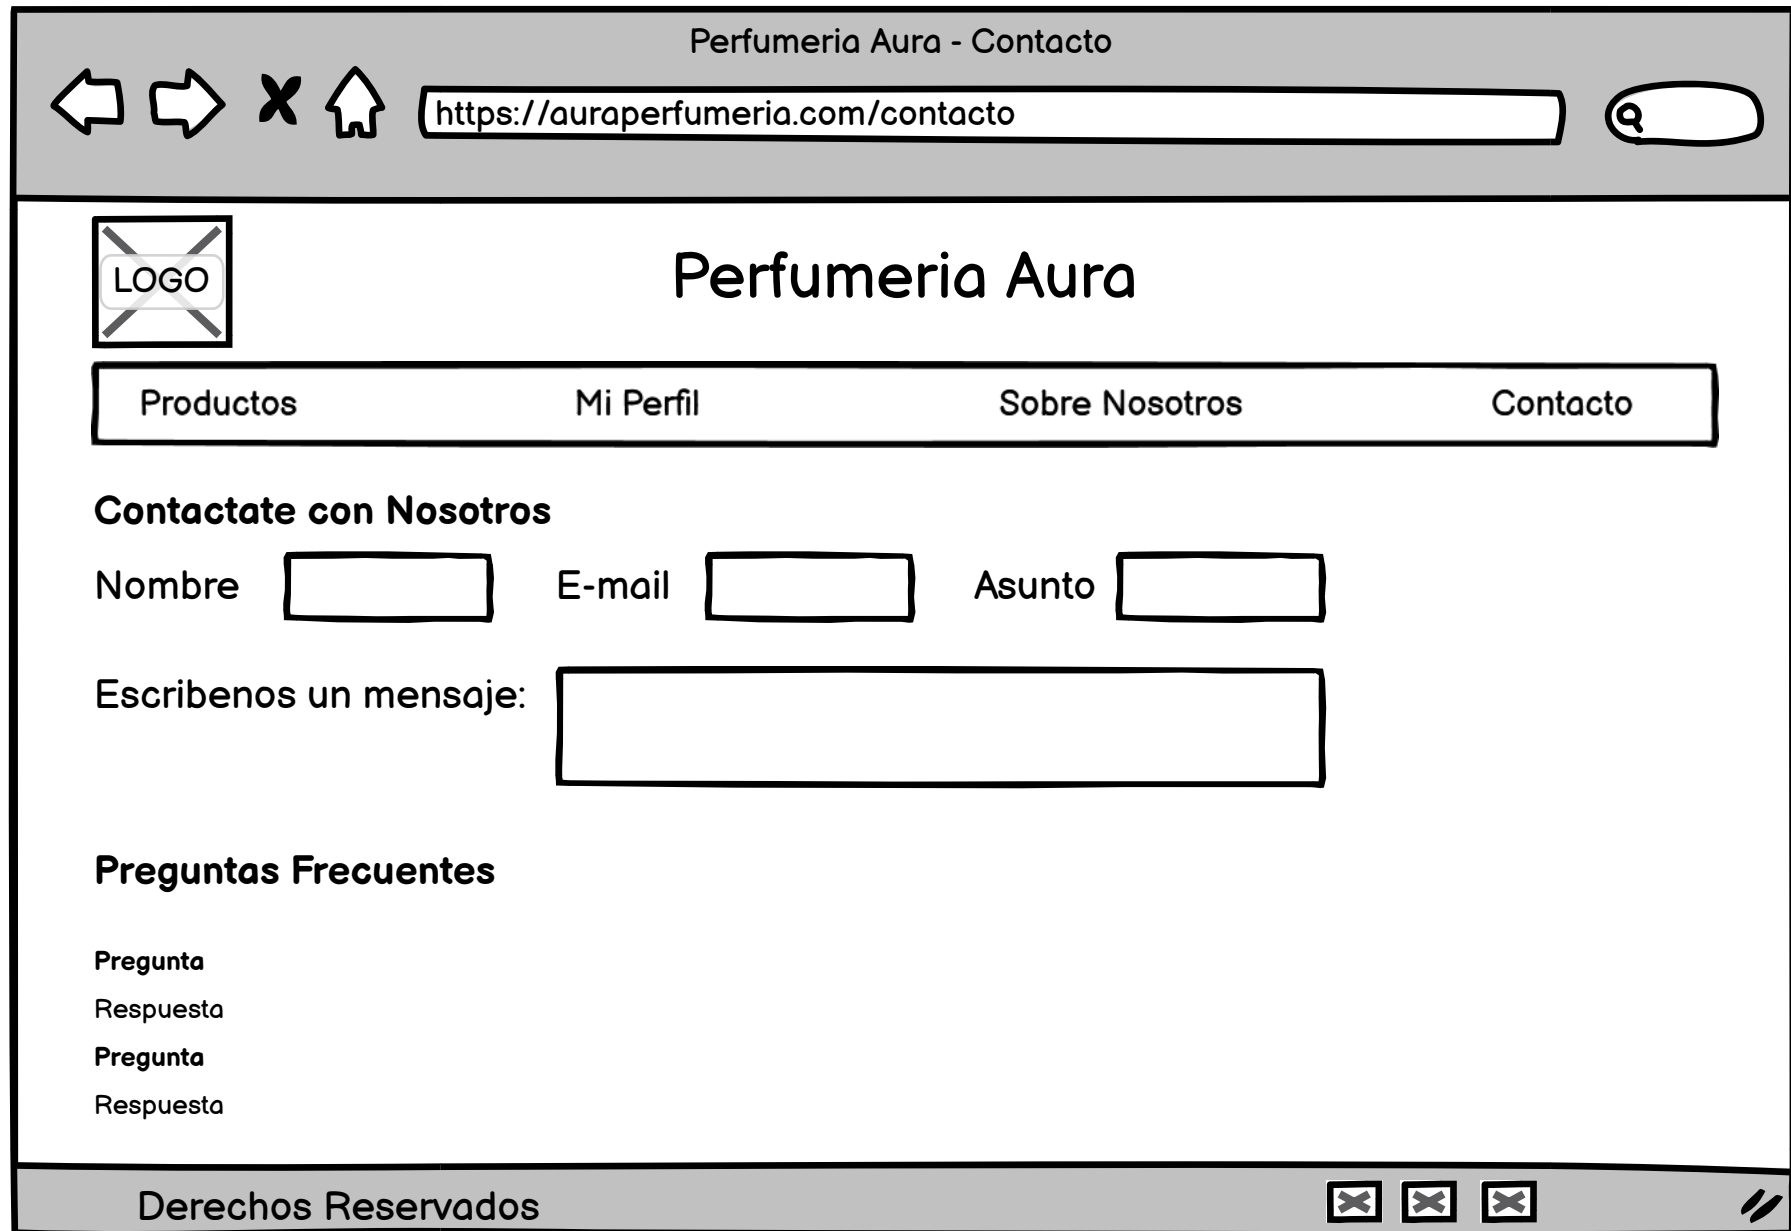 Perfumeria Aura - Contacto
https://auraperfumeria.com/contacto
LOGO
Perfumeria Aura
Productos Mi Perfil Sobre Nosotros Contacto
Contactate con Nosotros
Nombre E-mail Asunto
Escribenos un mensaje:
Preguntas Frecuentes
Pregunta
Respuesta
Pregunta
Respuesta
Derechos Reservados